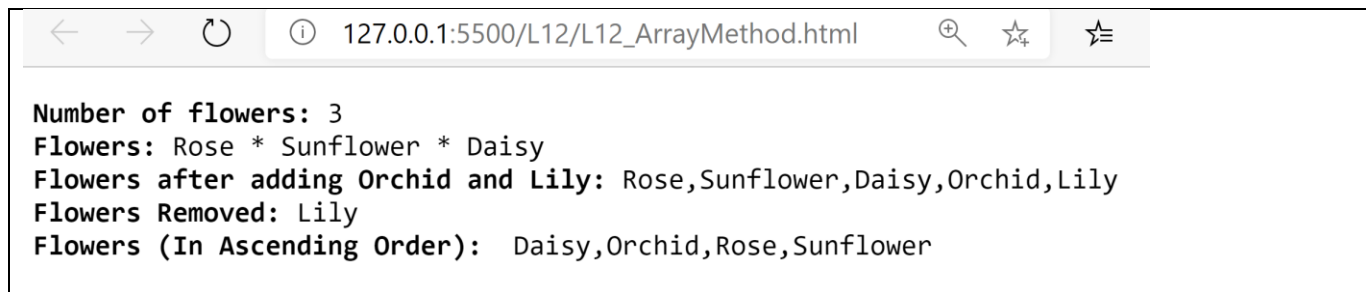 127.0.0.1:5500/L12/L12_ArrayMethod.html
Number of flowers: 3
Flowers: Rose * Sunflower * Daisy
Flowers after adding Orchid and Lily: Rose,Sunflower,Daisy,Orchid,Lily
Flowers Removed: Lily
Flowers (In Ascending Order):  Daisy,Orchid,Rose,Sunflower